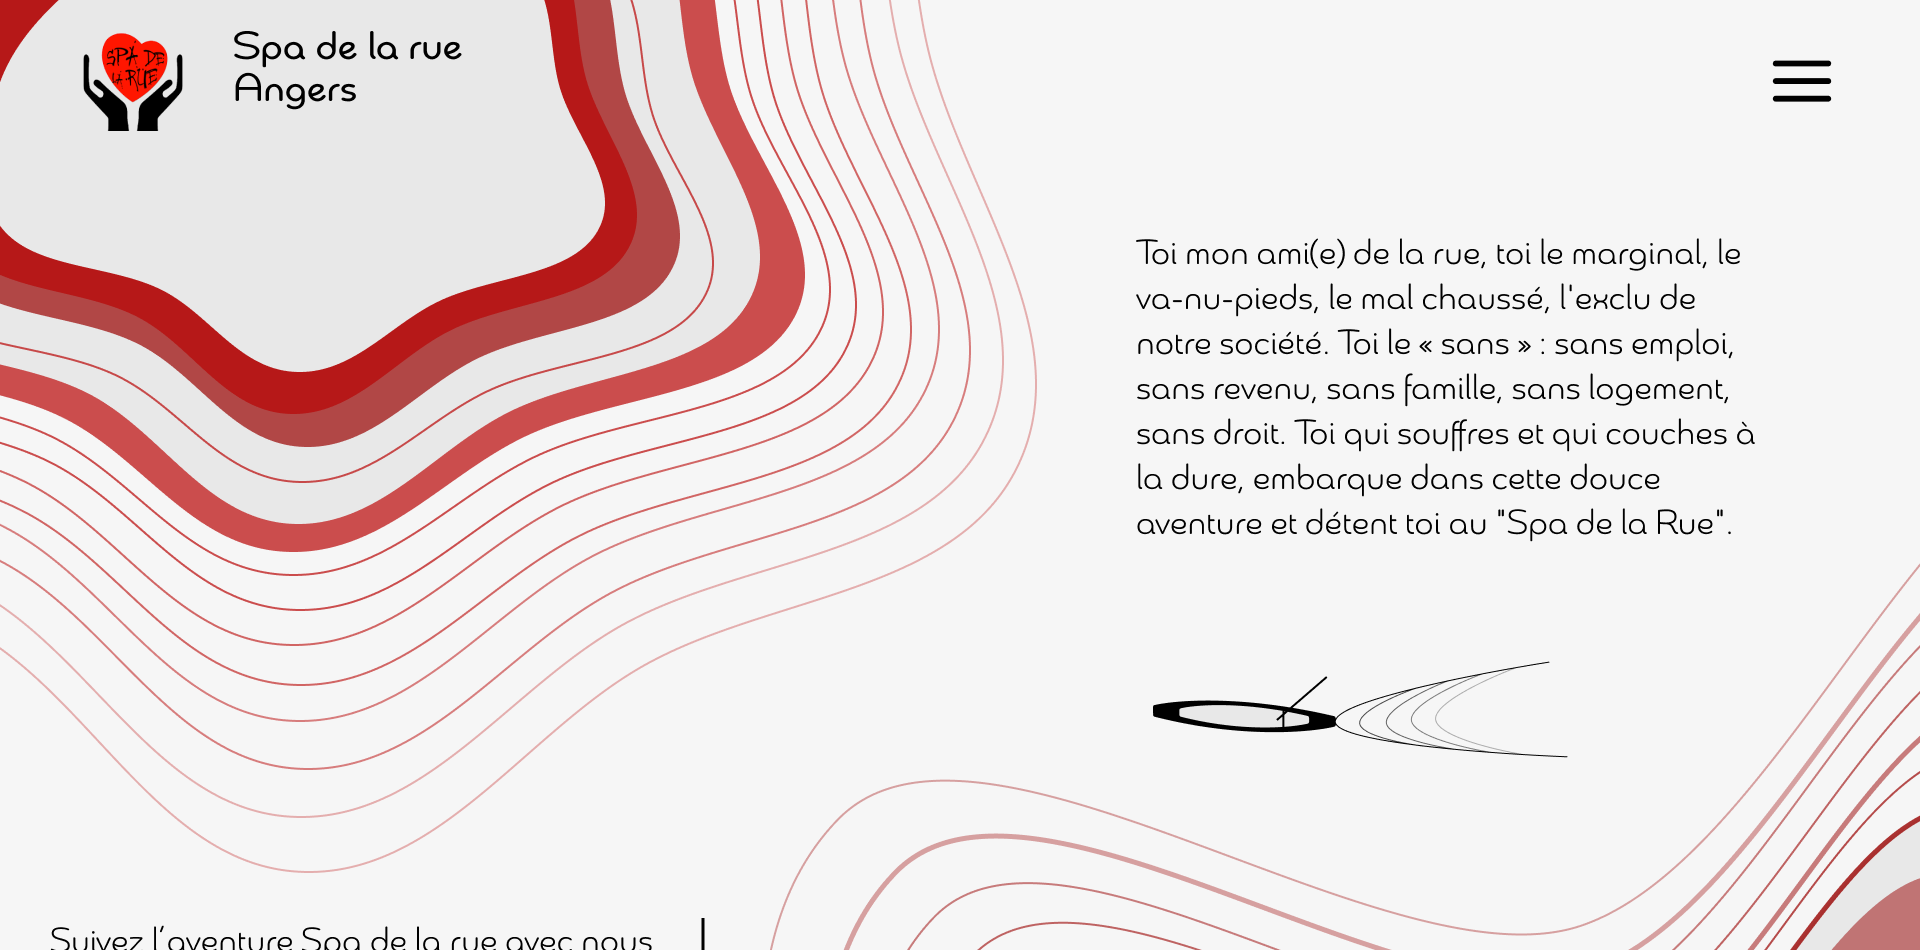 SPA DE
LA RUE
Spa de la rue
Angers
Toi mon ami(e) de la rue, toi le marginal, le
va-nu-pieds, le mal chaussé, l'exclu de
notre société. Toi le « sans » : sans emploi,
sans revenu, sans famille, sans logement,
sans droit. Toi qui souffres et qui couches à
la dure, embarque dans cette douce
aventure et détent toi au "Spa de la Rue".
Suivez l’aventure Spa de la rue avec nous